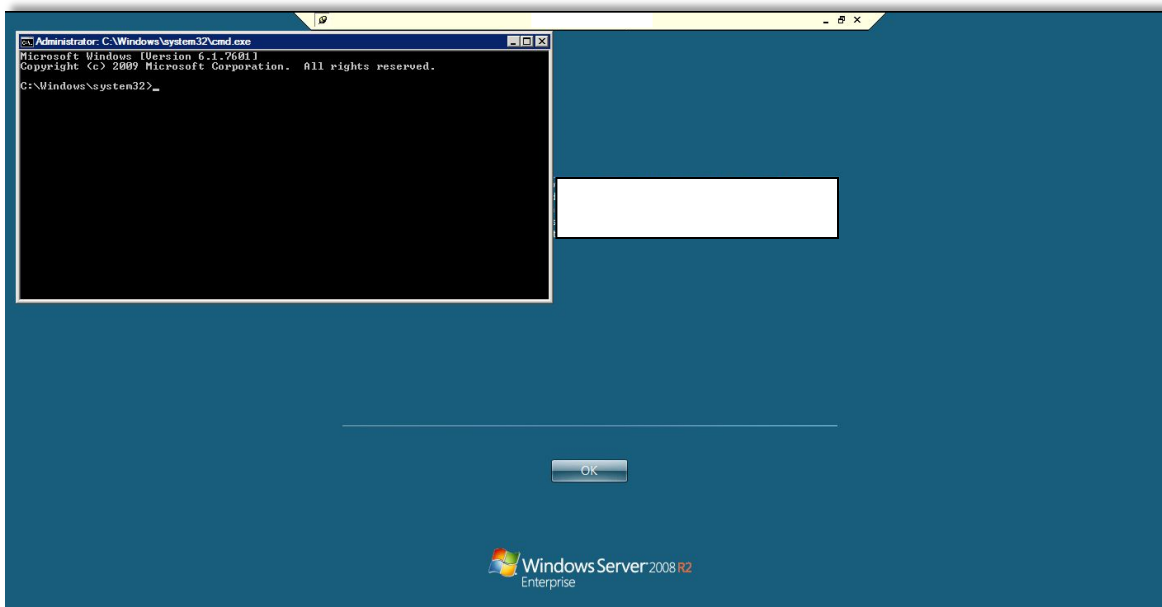 Administrator: C:\Windows\system32\cmd.exe
Microsoft Windows [Version 6.1.7601]
Copyright (c) 2009 Microsoft Corporation.  All rights reserved.
C:\Windows\system32>_
OK
Windows Server 2008 R2
Enterprise